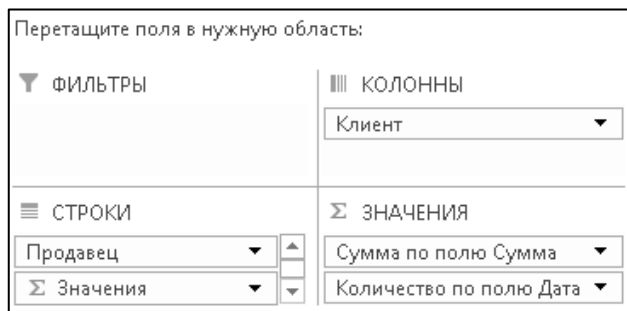 Перетащите поля в нужную область:
ФИЛЬТРЫ
КОЛОННЫ
Клиент
СТРОКИ
Σ ЗНАЧЕНИЯ
Продавец
Сумма по полю Сумма
Σ Значения
Количество по полю Дата